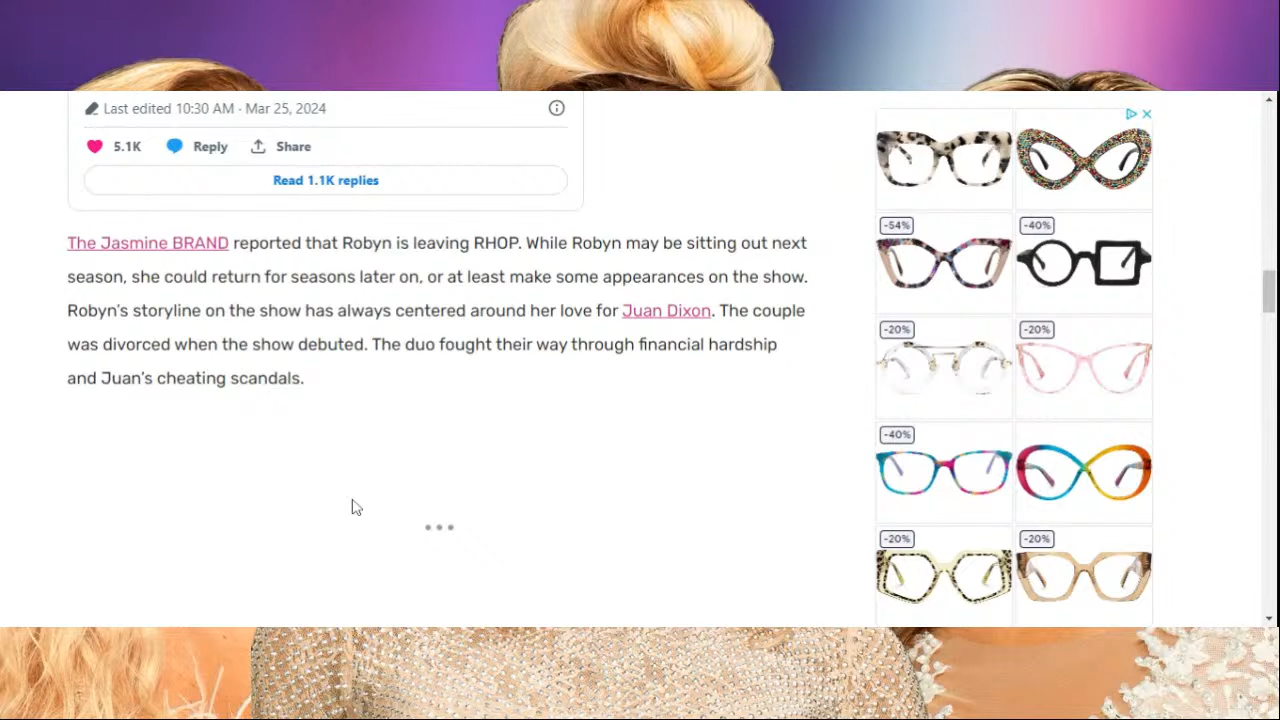 Last edited 10:30 AM · Mar 25, 2024
5.1K Reply Share
Read 1.1K replies
The Jasmine BRAND reported that Robyn is leaving RHOP. While Robyn may be sitting out next
season, she could return for seasons later on, or at least make some appearances on the show.
Robyn's storyline on the show has always centered around her love for Juan Dixon. The couple
was divorced when the show debuted. The duo fought their way through financial hardship
and Juan's cheating scandals.
-54% -40%
-20% -20%
-40%
-20% -20%